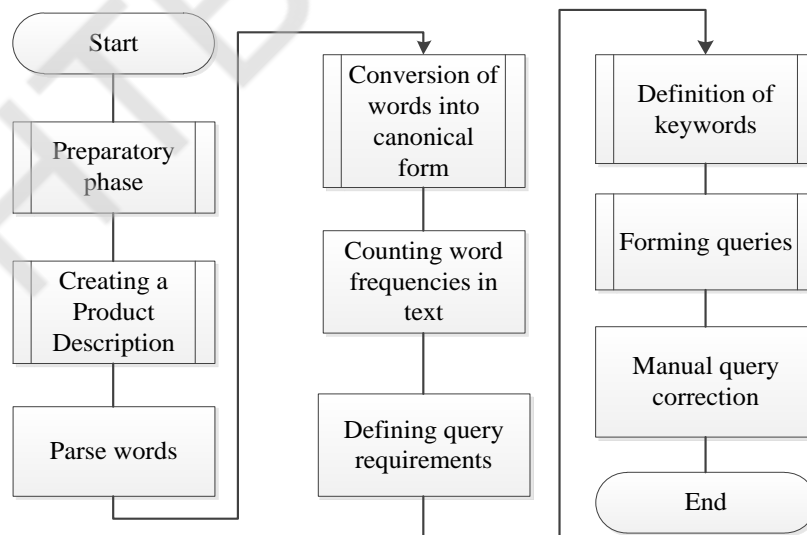 Start
Preparatory
phase
Creating a
Product
Description
Parse words
Conversion of
words into
canonical
form
Counting word
frequencies in
text
Defining query
requirements
Definition of
keywords
Forming queries
Manual query
correction
End